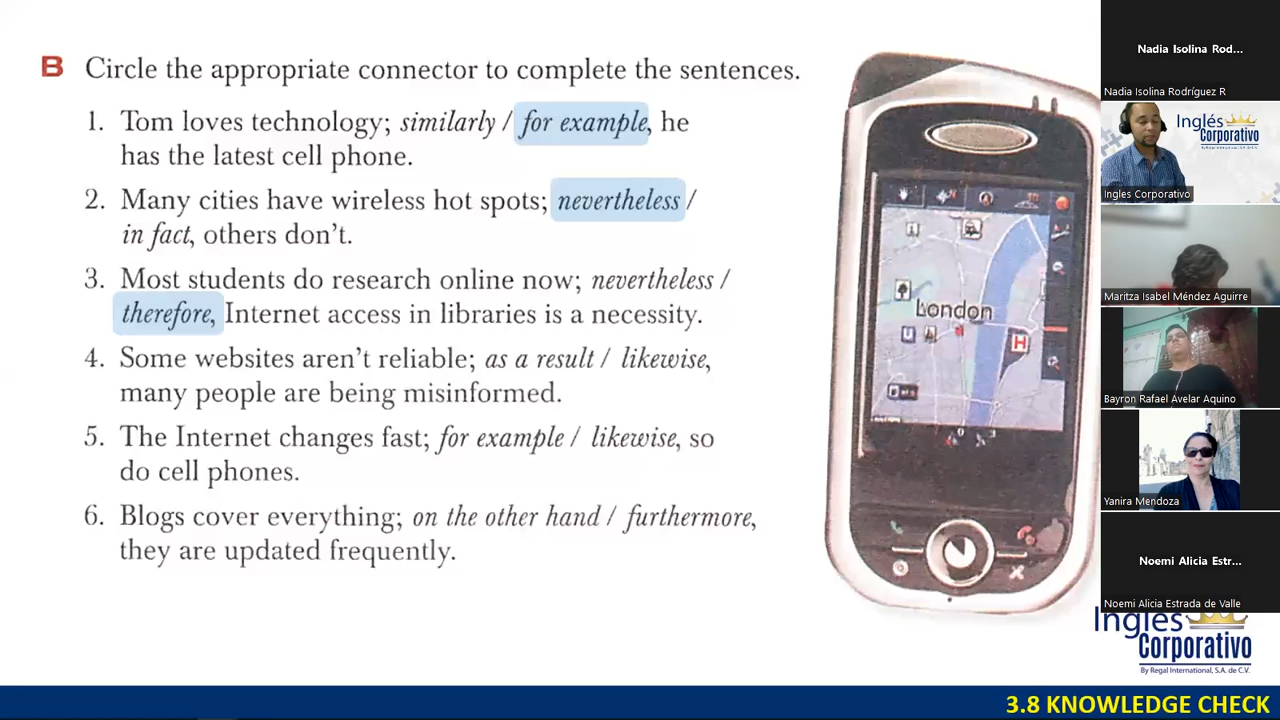 B Circle the appropriate connector to complete the sentences.
1. Tom loves technology; similarly / for example, he
has the latest cell phone.
2. Many cities have wireless hot spots; nevertheless /
in fact, others don't.
3. Most students do research online now; nevertheless /
therefore, Internet access in libraries is a necessity.
4. Some websites aren't reliable; as a result / likewise,
many people are being misinformed.
5. The Internet changes fast; for example / likewise, so
do cell phones.
6. Blogs cover everything; on the other hand / furthermore,
they are updated frequently.
London
H
Nadia Isolina Rod...
Nadia Isolina Rodríguez R
Inglés
Corporativo
Ingles Corporativo
Maritza Isabel Méndez Aguirre
Bayron Rafael Avelar Aquino
Yanira Mendoza
Noemi Alicia Estr...
Noemi Alicia Estrada de Valle
Inglés
Corporativo
By Regal International, S.A. de C.V.
3.8 KNOWLEDGE CHECK